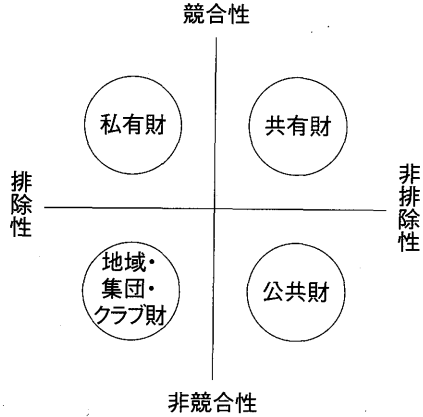 競合性
私有財
共有財
排除性
非排除性
地域・
集団・
クラブ財
公共財
非競合性